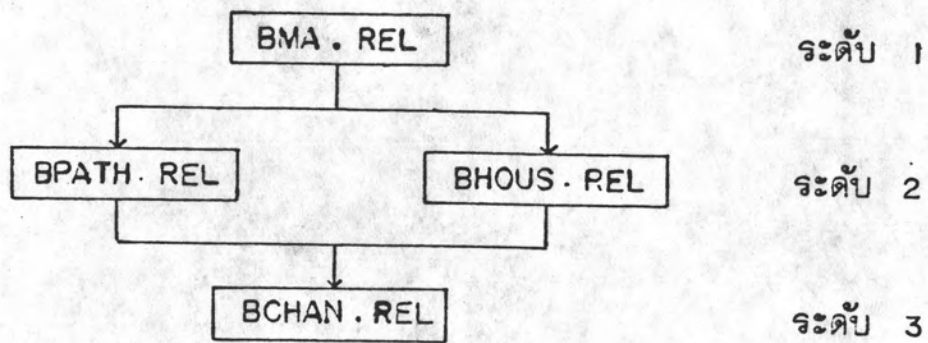 BMA . REL ระดับ 1
BPATH . REL BHOUS . REL ระดับ 2
BCHAN . REL ระดับ 3